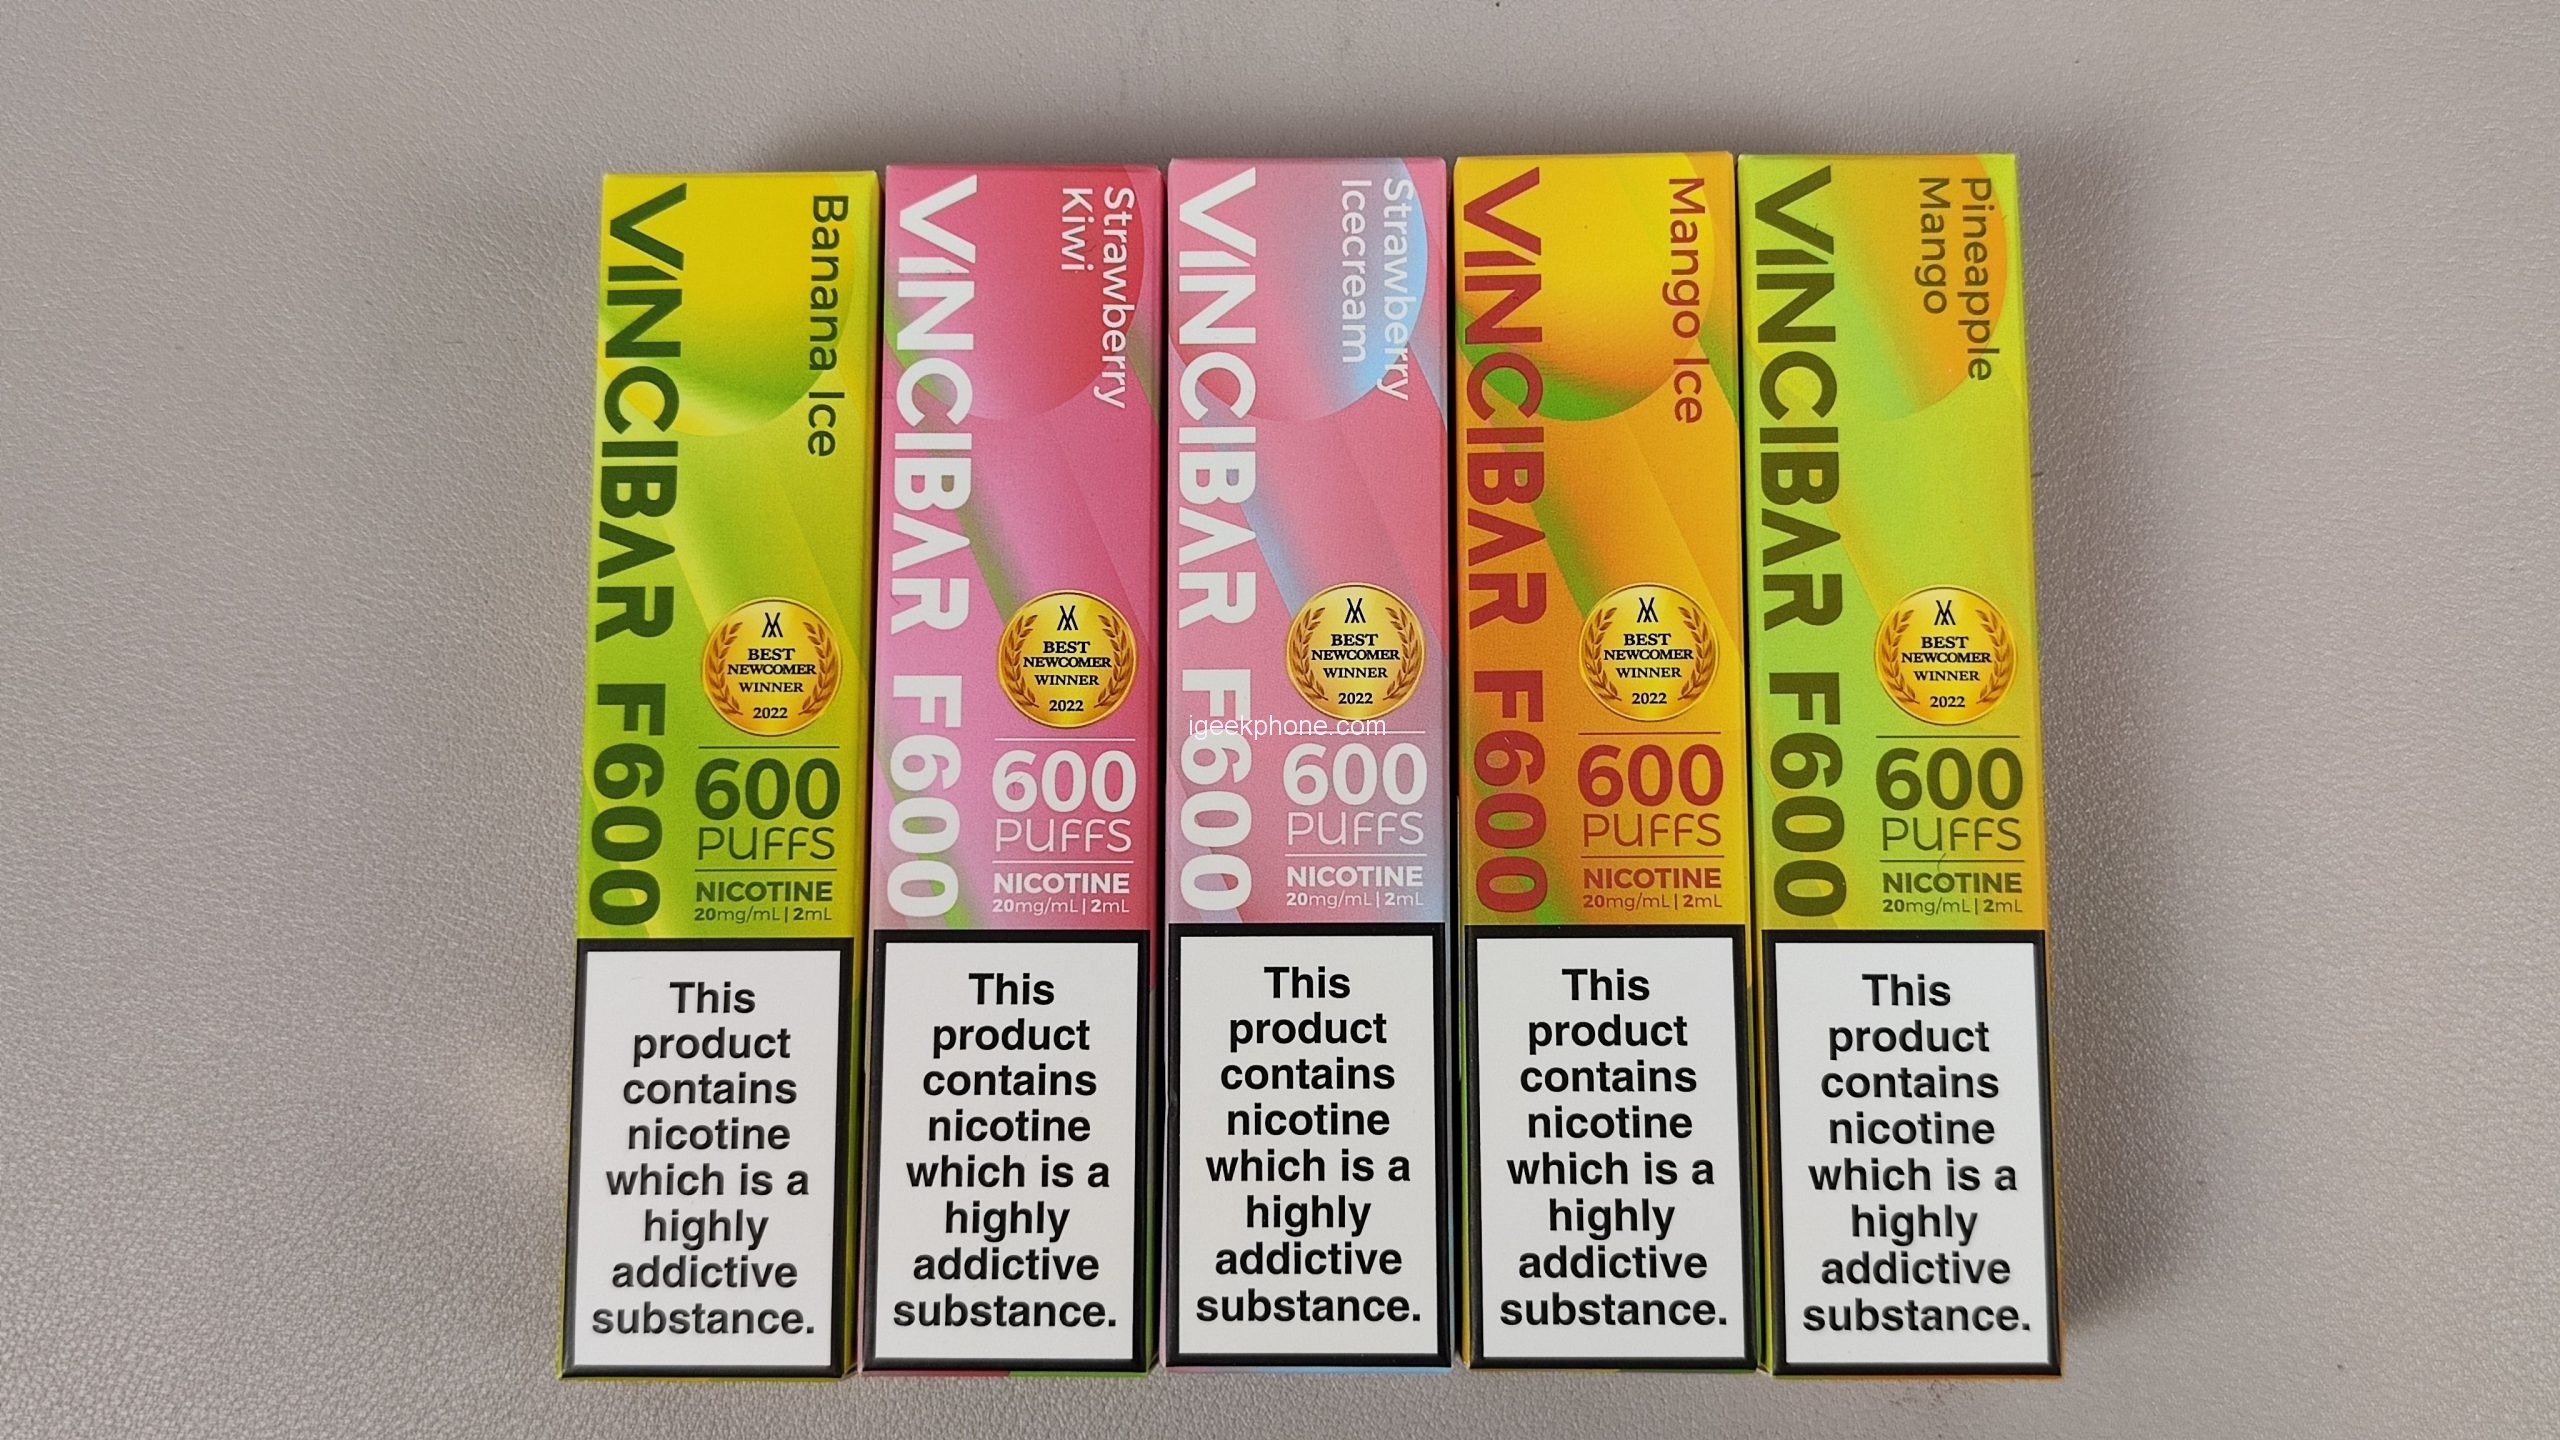 Banana Ice
VINCIBAR F600
BEST
NEWCOMER
WINNER
2022
600
PUFFS
NICOTINE
20mg/mL | 2mL
This
product
contains
nicotine
which is a
highly
addictive
substance.
Strawberry
Kiwi
VINCIBAR F600
BEST
NEWCOMER
WINNER
2022
600
PUFFS
NICOTINE
20mg/mL | 2mL
This
product
contains
nicotine
which is a
highly
addictive
substance.
Strawberry
Icecream
VINCIBAR F600
BEST
NEWCOMER
WINNER
2022
igeekphone.com
600
PUFFS
NICOTINE
20mg/mL | 2mL
This
product
contains
nicotine
which is a
highly
addictive
substance.
Mango Ice
VINCIBAR F600
BEST
NEWCOMER
WINNER
2022
600
PUFFS
NICOTINE
20mg/mL | 2mL
This
product
contains
nicotine
which is a
highly
addictive
substance.
Pineapple
Mango
VINCIBAR F600
BEST
NEWCOMER
WINNER
2022
600
PUFFS
NICOTINE
20mg/mL | 2mL
This
product
contains
nicotine
which is a
highly
addictive
substance.